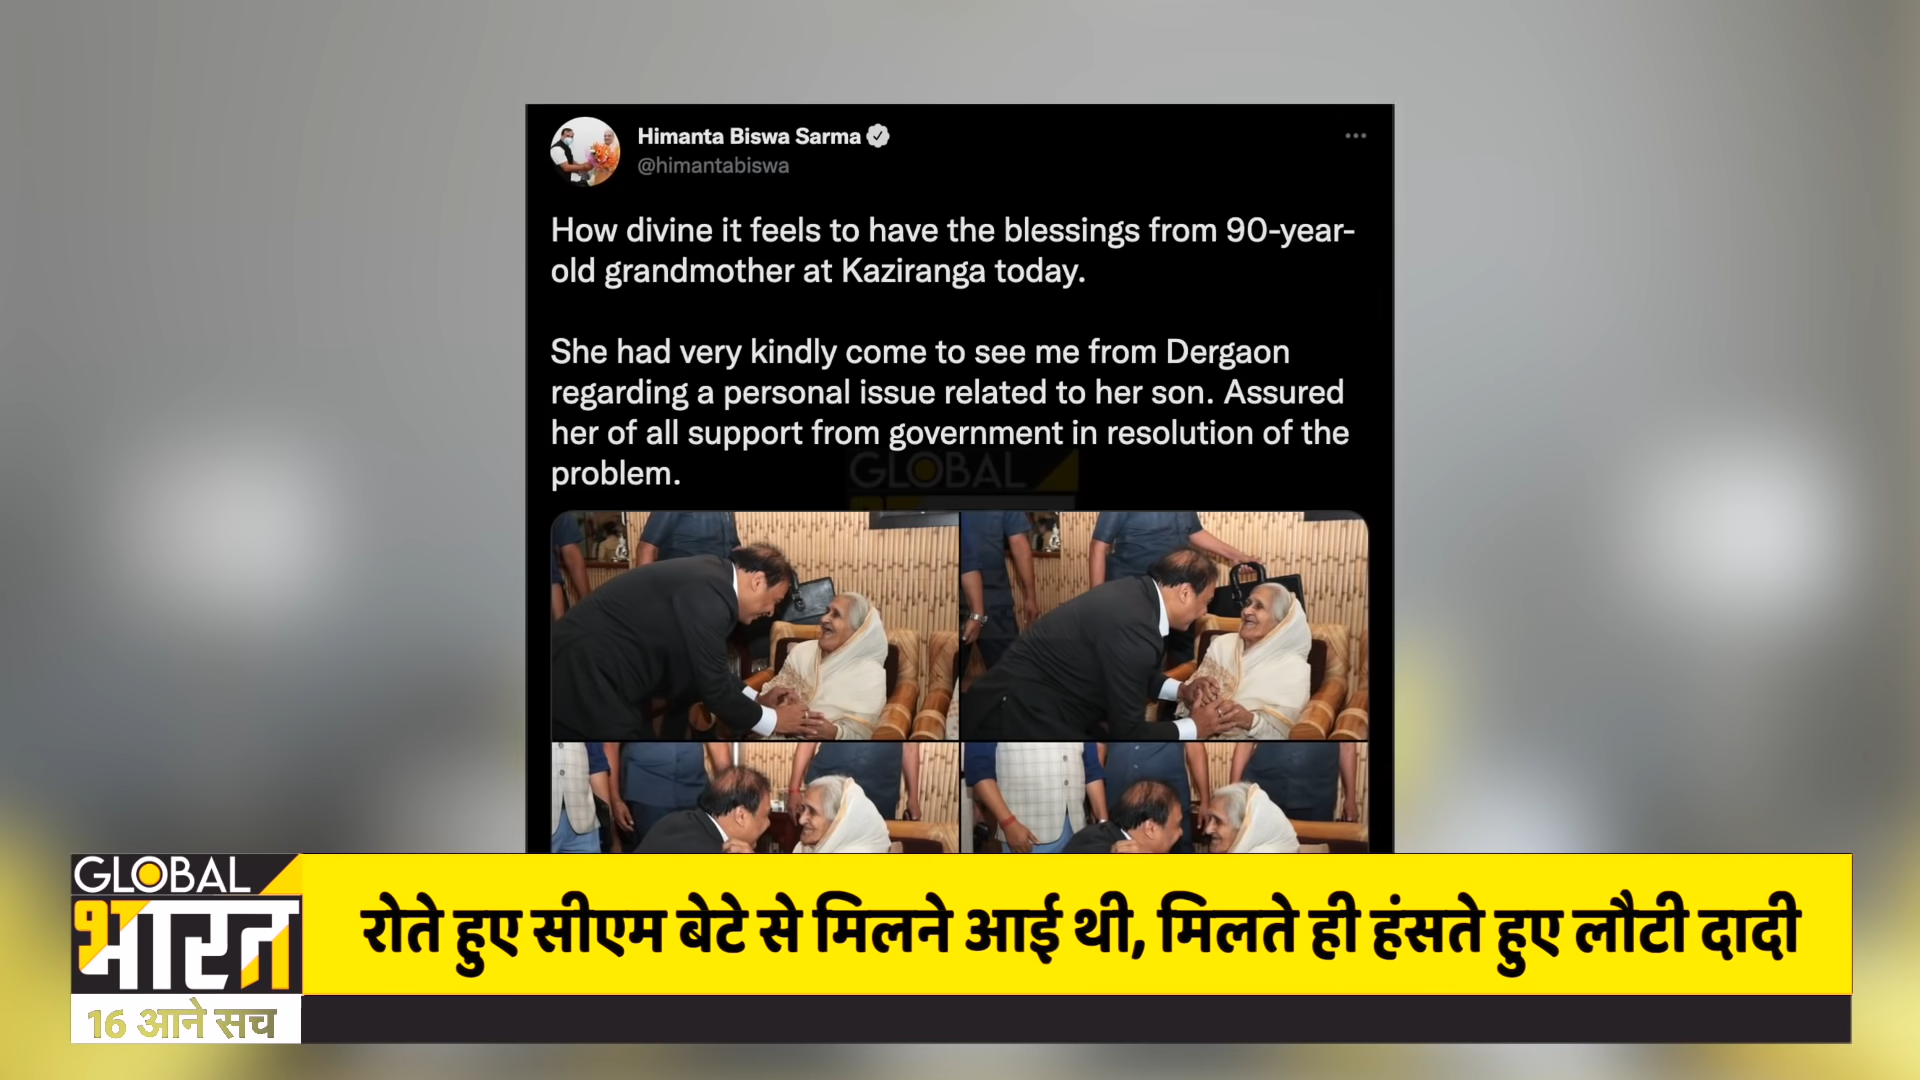 Himanta Biswa Sarma
@himantabiswa
How divine it feels to have the blessings from 90-year-
old grandmother at Kaziranga today.
She had very kindly come to see me from Dergaon
regarding a personal issue related to her son. Assured
her of all support from government in resolution of the
problem.
GLOBAL
GLOBAL
भारत
16 आने सच
रोते हुए सीएम बेटे से मिलने आई थी, मिलते ही हंसते हुए लौटी दादी